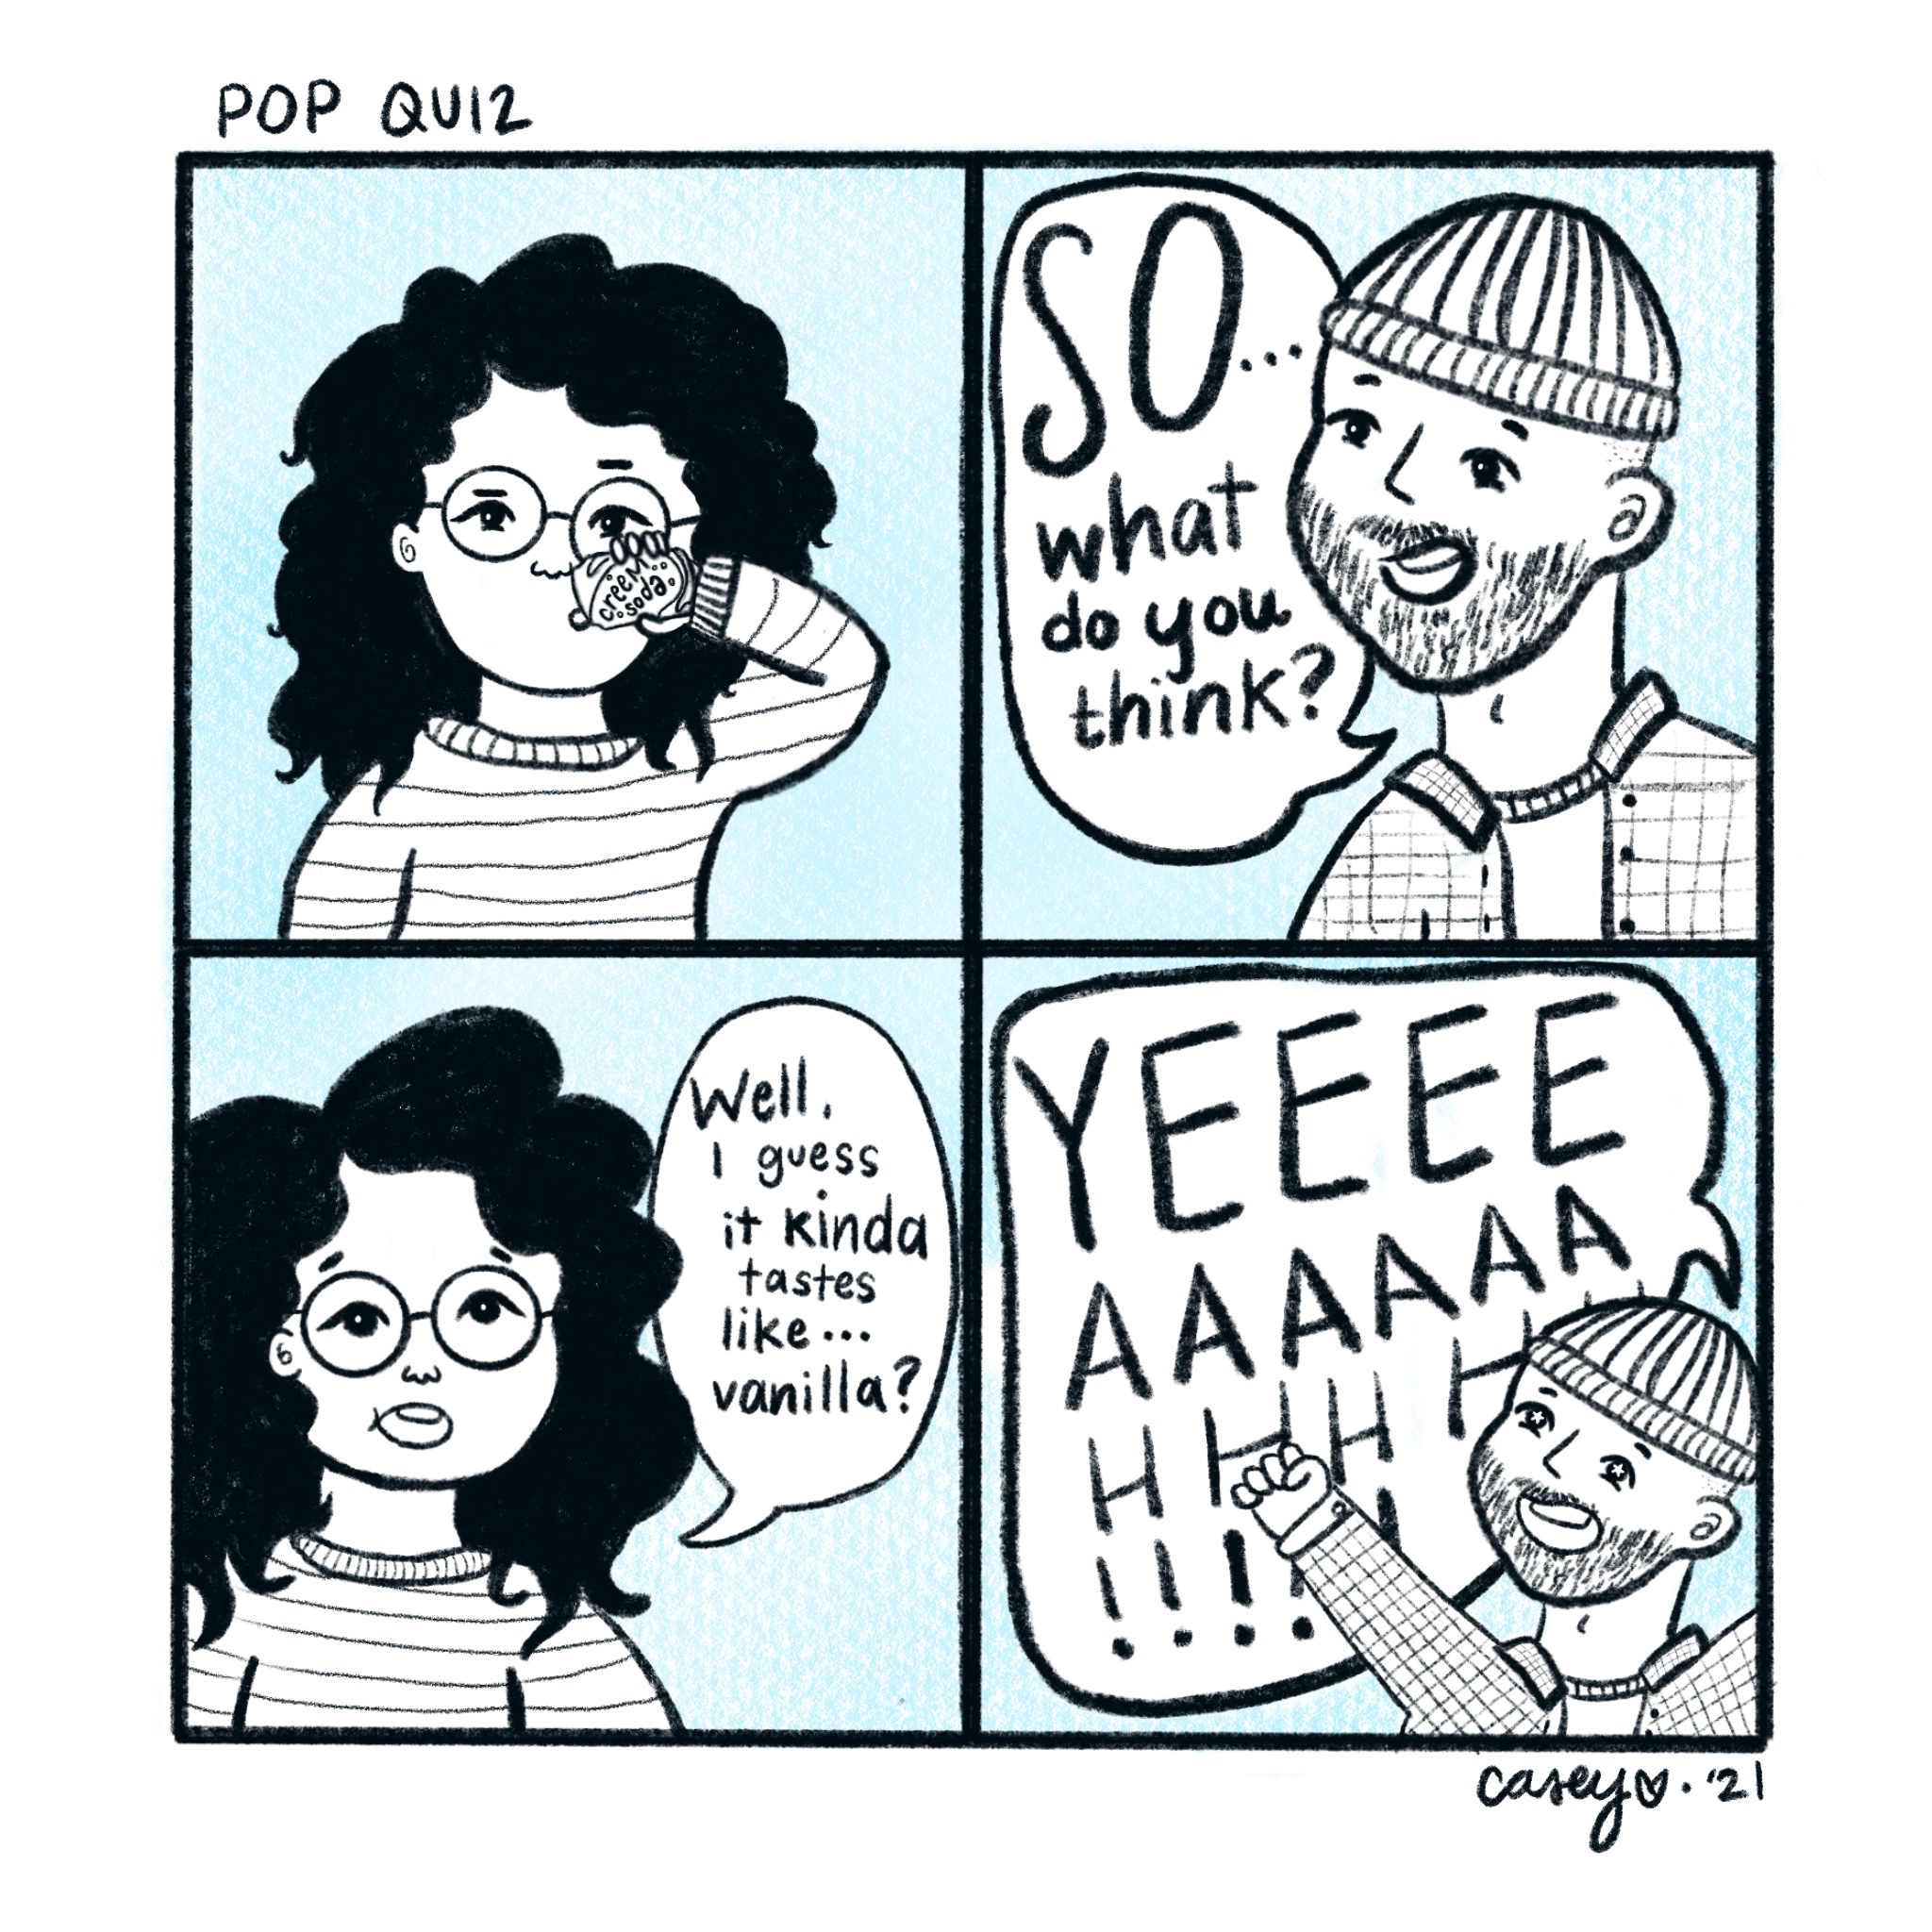 POP QUIZ
creem
soda
SO...
what
do you
think?
Well.
I guess
it kinda
tastes
like...
vanilla?
YEEEE
AAAAAA
HHHH
!!!!
casey . '21